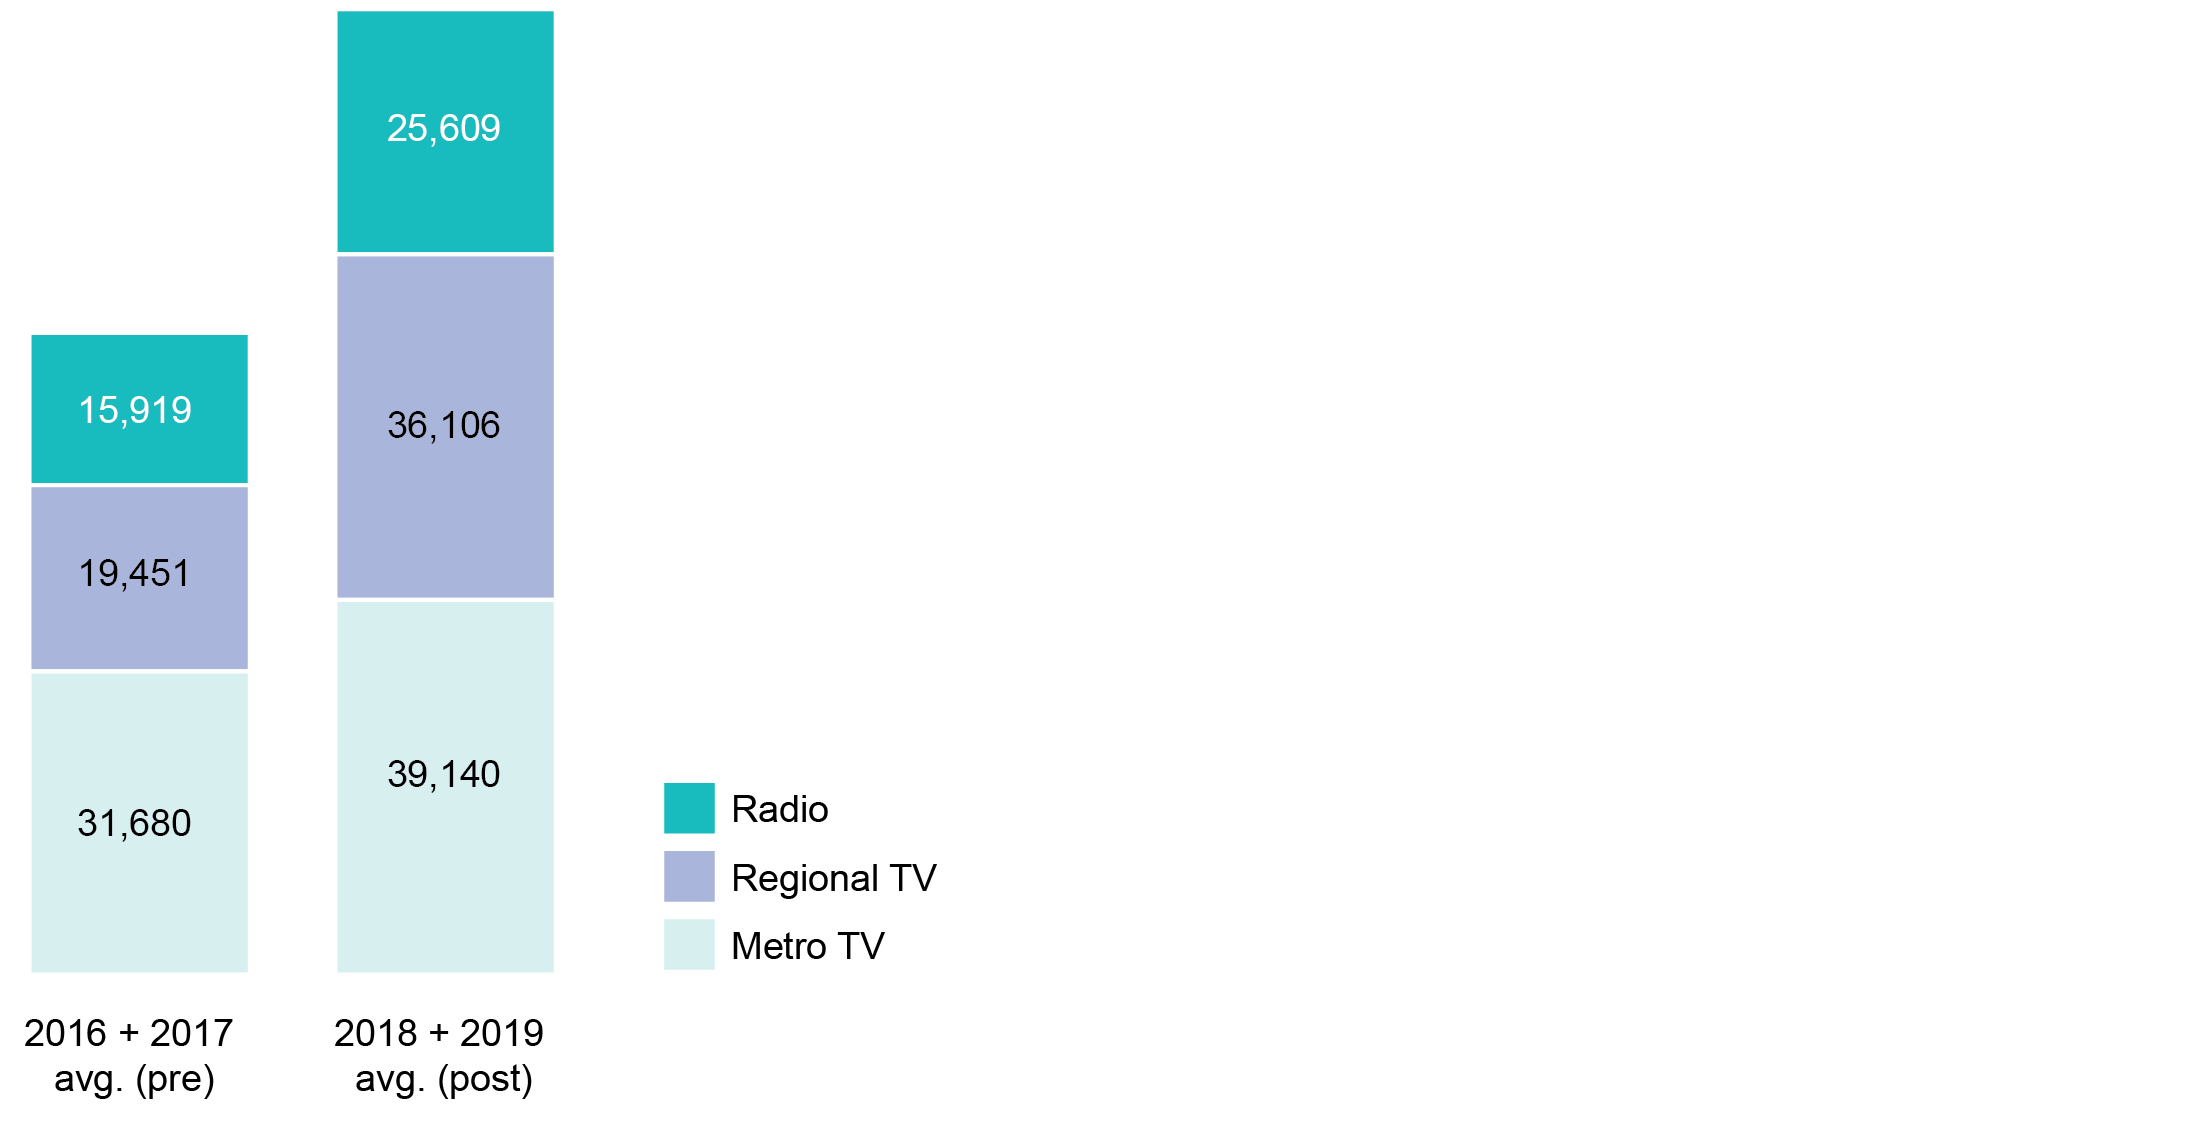 25,609
36,106
39,140
15,919
19,451
31,680
Radio
Regional TV
Metro TV
2016 + 2017
avg. (pre)
2018 + 2019
avg. (post)